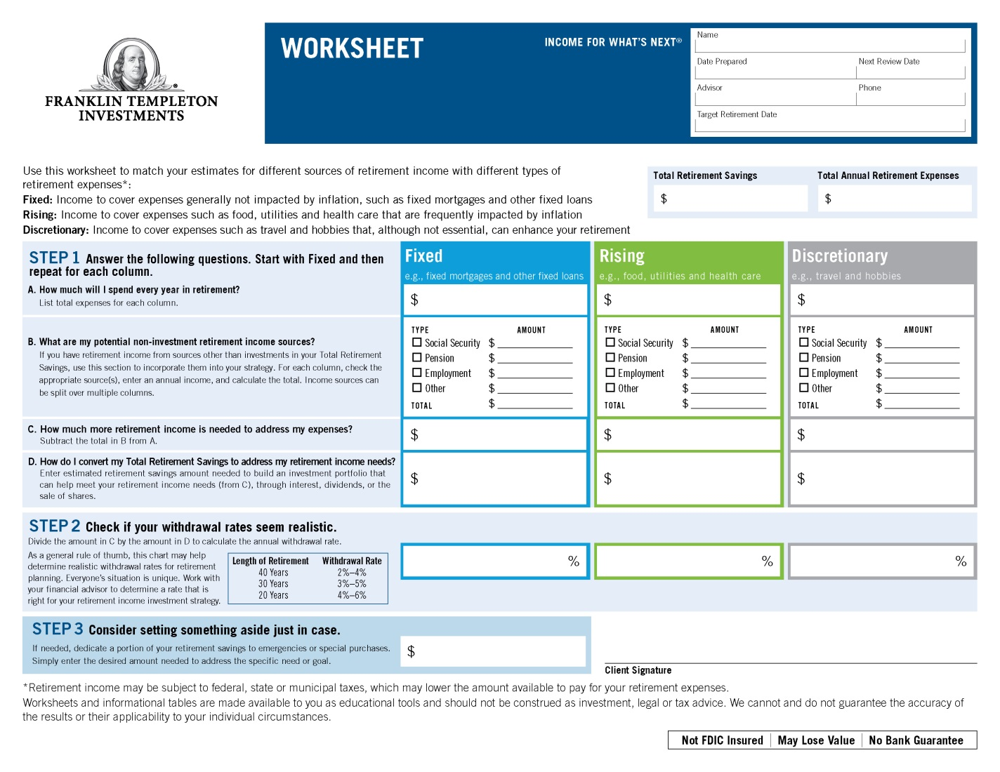 FRANKLIN TEMPLETON
INVESTMENTS
WORKSHEET
INCOME FOR WHAT'S NEXT®
Name
Date Prepared
Next Review Date
Advisor
Phone
Target Retirement Date
Use this worksheet to match your estimates for different sources of retirement income with different types of
retirement expenses*:
Fixed: Income to cover expenses generally not impacted by inflation, such as fixed mortgages and other fixed loans
Rising: Income to cover expenses such as food, utilities and health care that are frequently impacted by inflation
Discretionary: Income to cover expenses such as travel and hobbies that, although not essential, can enhance your retirement
Total Retirement Savings
$
Total Annual Retirement Expenses
$
STEP 1 Answer the following questions. Start with Fixed and then
repeat for each column.
Fixed
e.g., fixed mortgages and other fixed loans
Rising
e.g., food, utilities and health care
Discretionary
e.g., travel and hobbies
A. How much will I spend every year in retirement?
List total expenses for each column.
$
$
$
B. What are my potential non-investment retirement income sources?
If you have retirement income from sources other than investments in your Total Retirement
Savings, use this section to incorporate them into your strategy. For each column, check the
appropriate source(s), enter an annual income, and calculate the total. Income sources can
be split over multiple columns.
TYPE AMOUNT
Social Security $
Pension $
Employment $
Other $
TOTAL $
TYPE AMOUNT
Social Security $
Pension $
Employment $
Other $
TOTAL $
TYPE AMOUNT
Social Security $
Pension $
Employment $
Other $
TOTAL $
C. How much more retirement income is needed to address my expenses?
Subtract the total in B from A.
$
$
$
D. How do I convert my Total Retirement Savings to address my retirement income needs?
Enter estimated retirement savings amount needed to build an investment portfolio that
can help meet your retirement income needs (from C), through interest, dividends, or the
sale of shares.
$
$
$
STEP 2 Check if your withdrawal rates seem realistic.
Divide the amount in C by the amount in D to calculate the annual withdrawal rate.
As a general rule of thumb, this chart may help
determine realistic withdrawal rates for retirement
planning. Everyone's situation is unique. Work with
your financial advisor to determine a rate that is
right for your retirement income investment strategy.
Length of Retirement Withdrawal Rate
40 Years 2%–4%
30 Years 3%–5%
20 Years 4%–6%
%
%
%
STEP 3 Consider setting something aside just in case.
If needed, dedicate a portion of your retirement savings to emergencies or special purchases.
Simply enter the desired amount needed to address the specific need or goal.
$
Client Signature
*Retirement income may be subject to federal, state or municipal taxes, which may lower the amount available to pay for your retirement expenses.
Worksheets and informational tables are made available to you as educational tools and should not be construed as investment, legal or tax advice. We cannot and do not guarantee the accuracy of
the results or their applicability to your individual circumstances.
Not FDIC Insured | May Lose Value | No Bank Guarantee